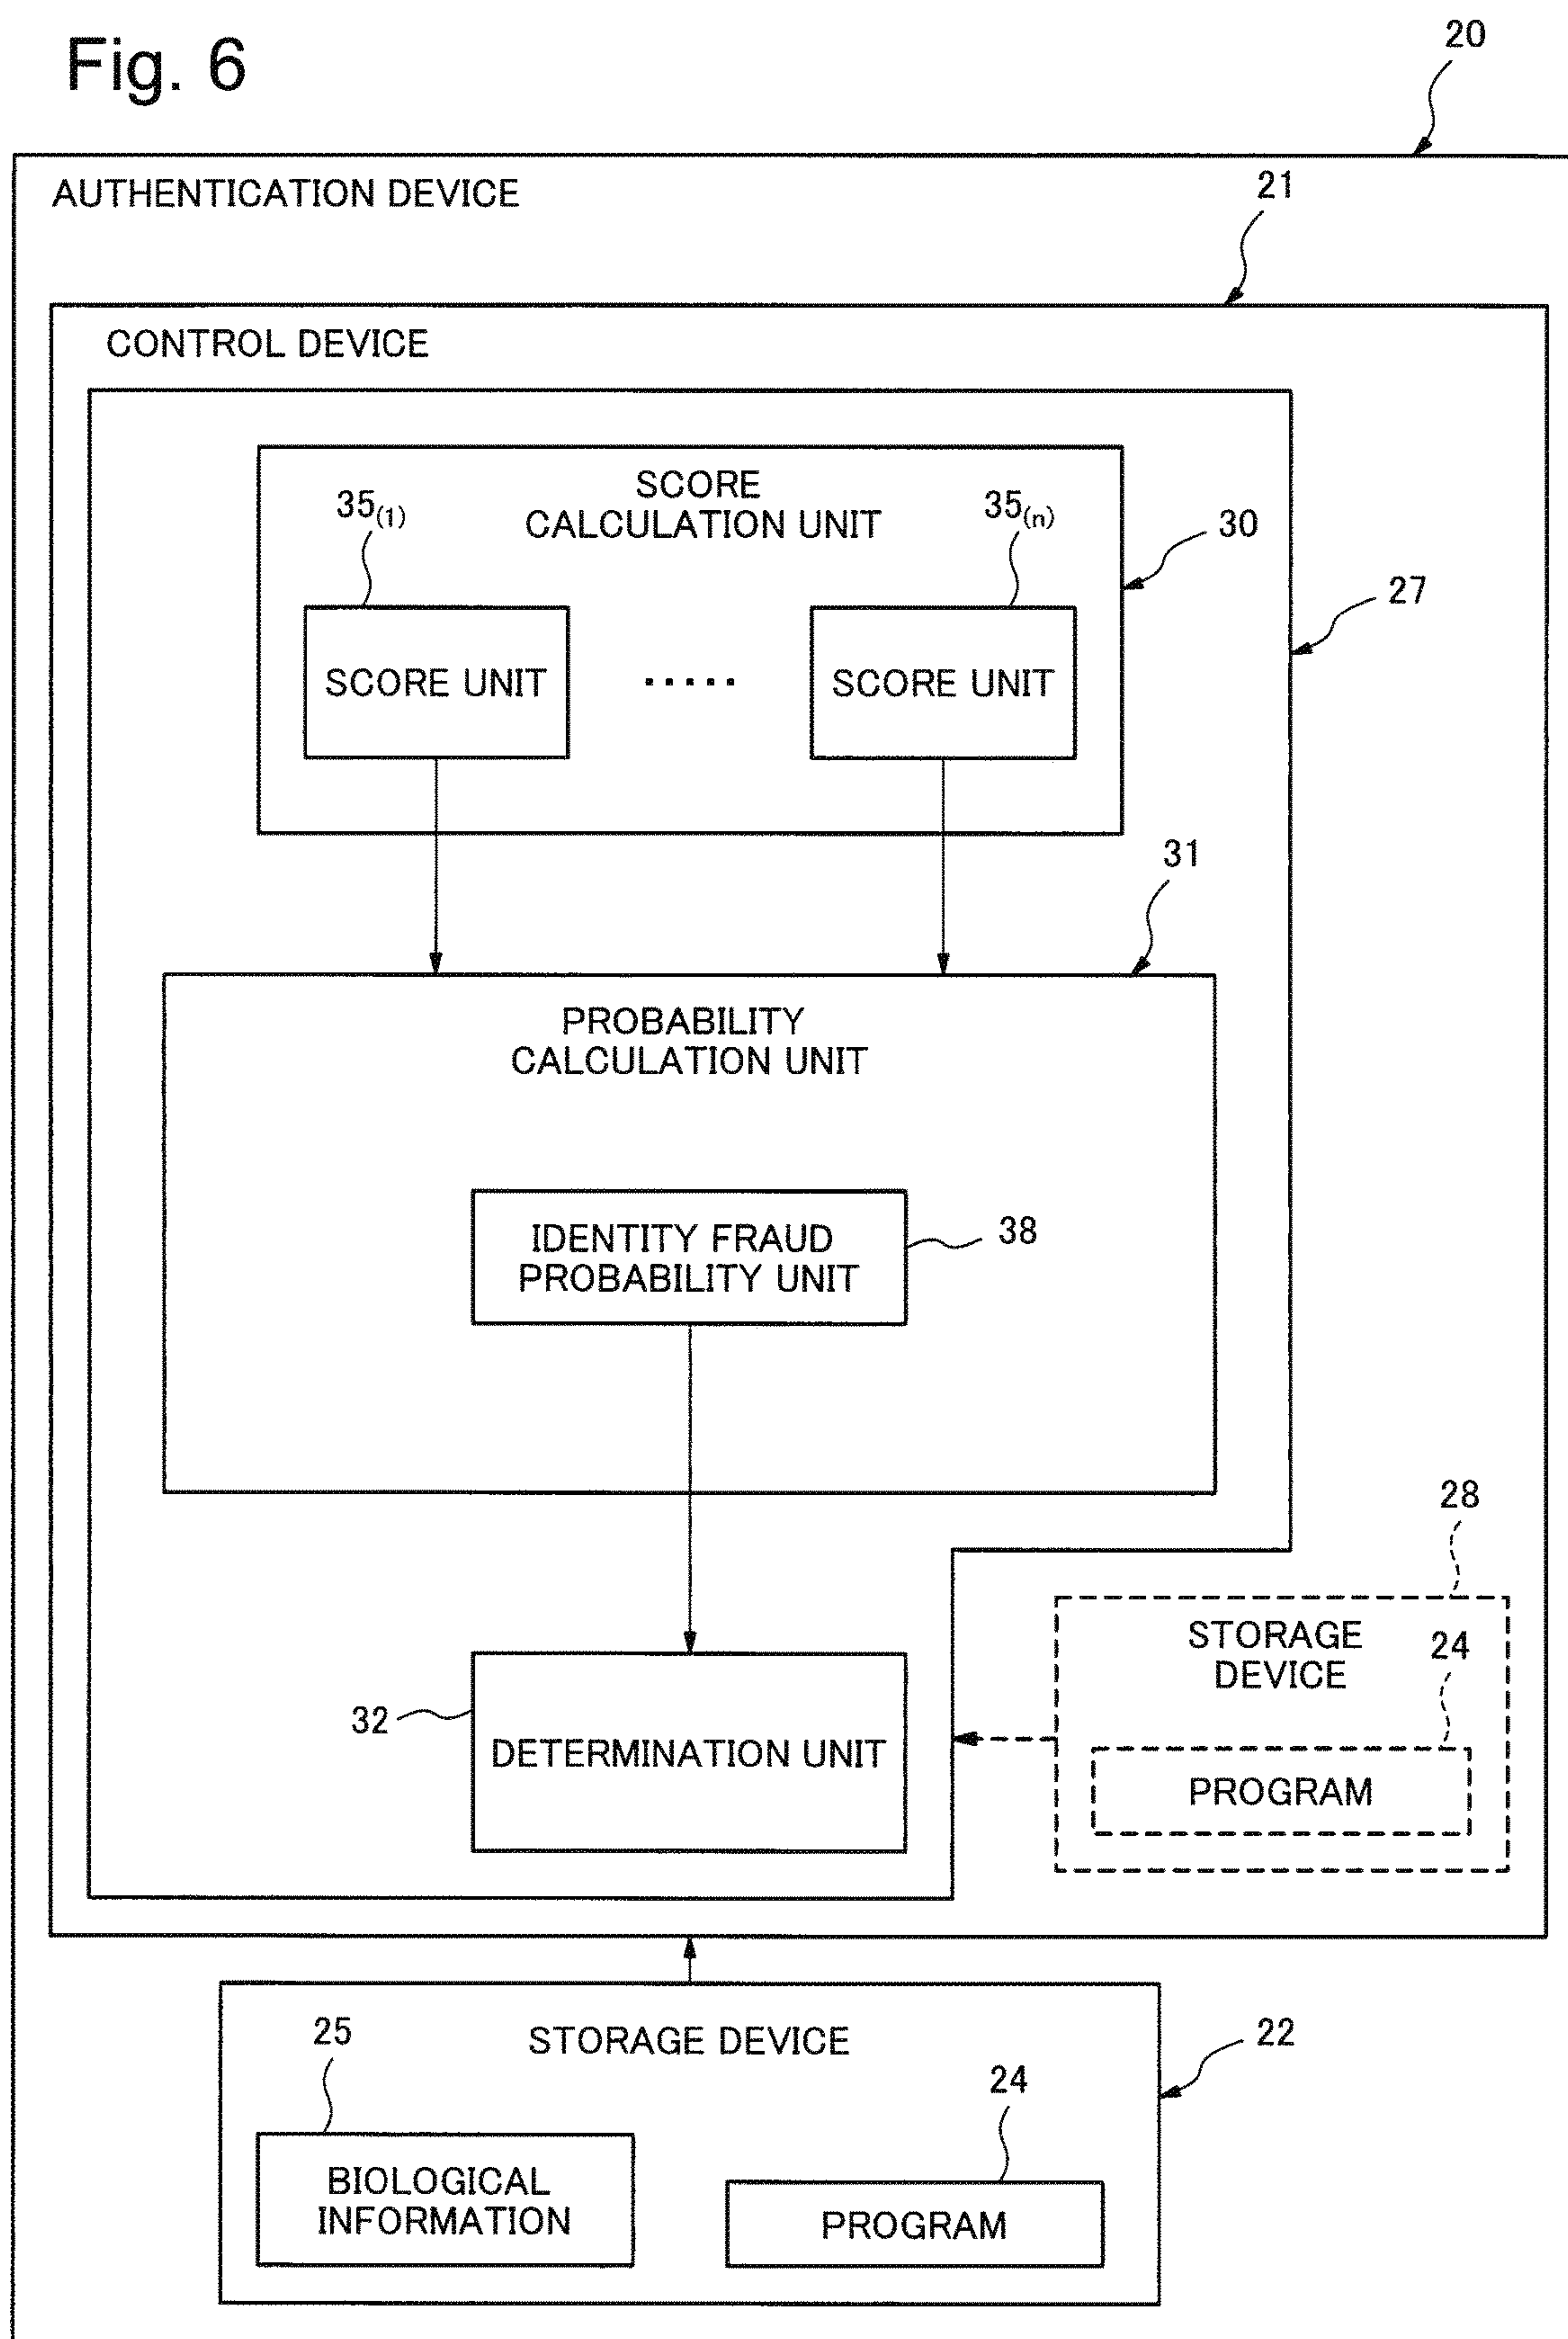 Fig. 6
20
AUTHENTICATION DEVICE
21
CONTROL DEVICE
SCORE
CALCULATION UNIT
35(1)
35(n)
30
27
SCORE UNIT
.....
SCORE UNIT
31
PROBABILITY
CALCULATION UNIT
IDENTITY FRAUD
PROBABILITY UNIT
38
28
STORAGE
DEVICE
24
32
DETERMINATION UNIT
PROGRAM
25
STORAGE DEVICE
22
24
BIOLOGICAL
INFORMATION
PROGRAM